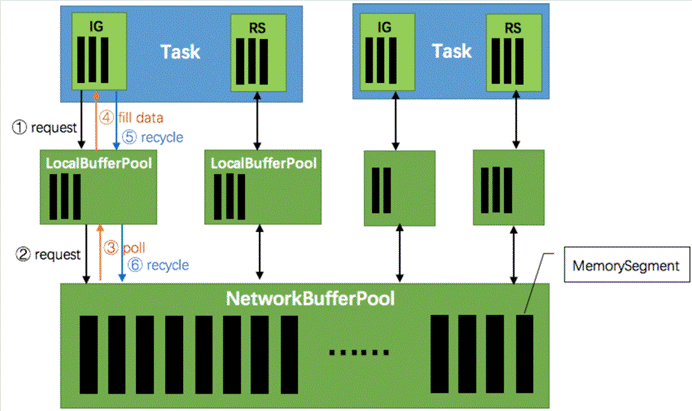 IG
Task
RS
IG
Task
RS
① request
④ fill data
⑤ recycle
LocalBufferPool
LocalBufferPool
② request
③ poll
⑥ recycle
MemorySegment
NetworkBufferPool
......